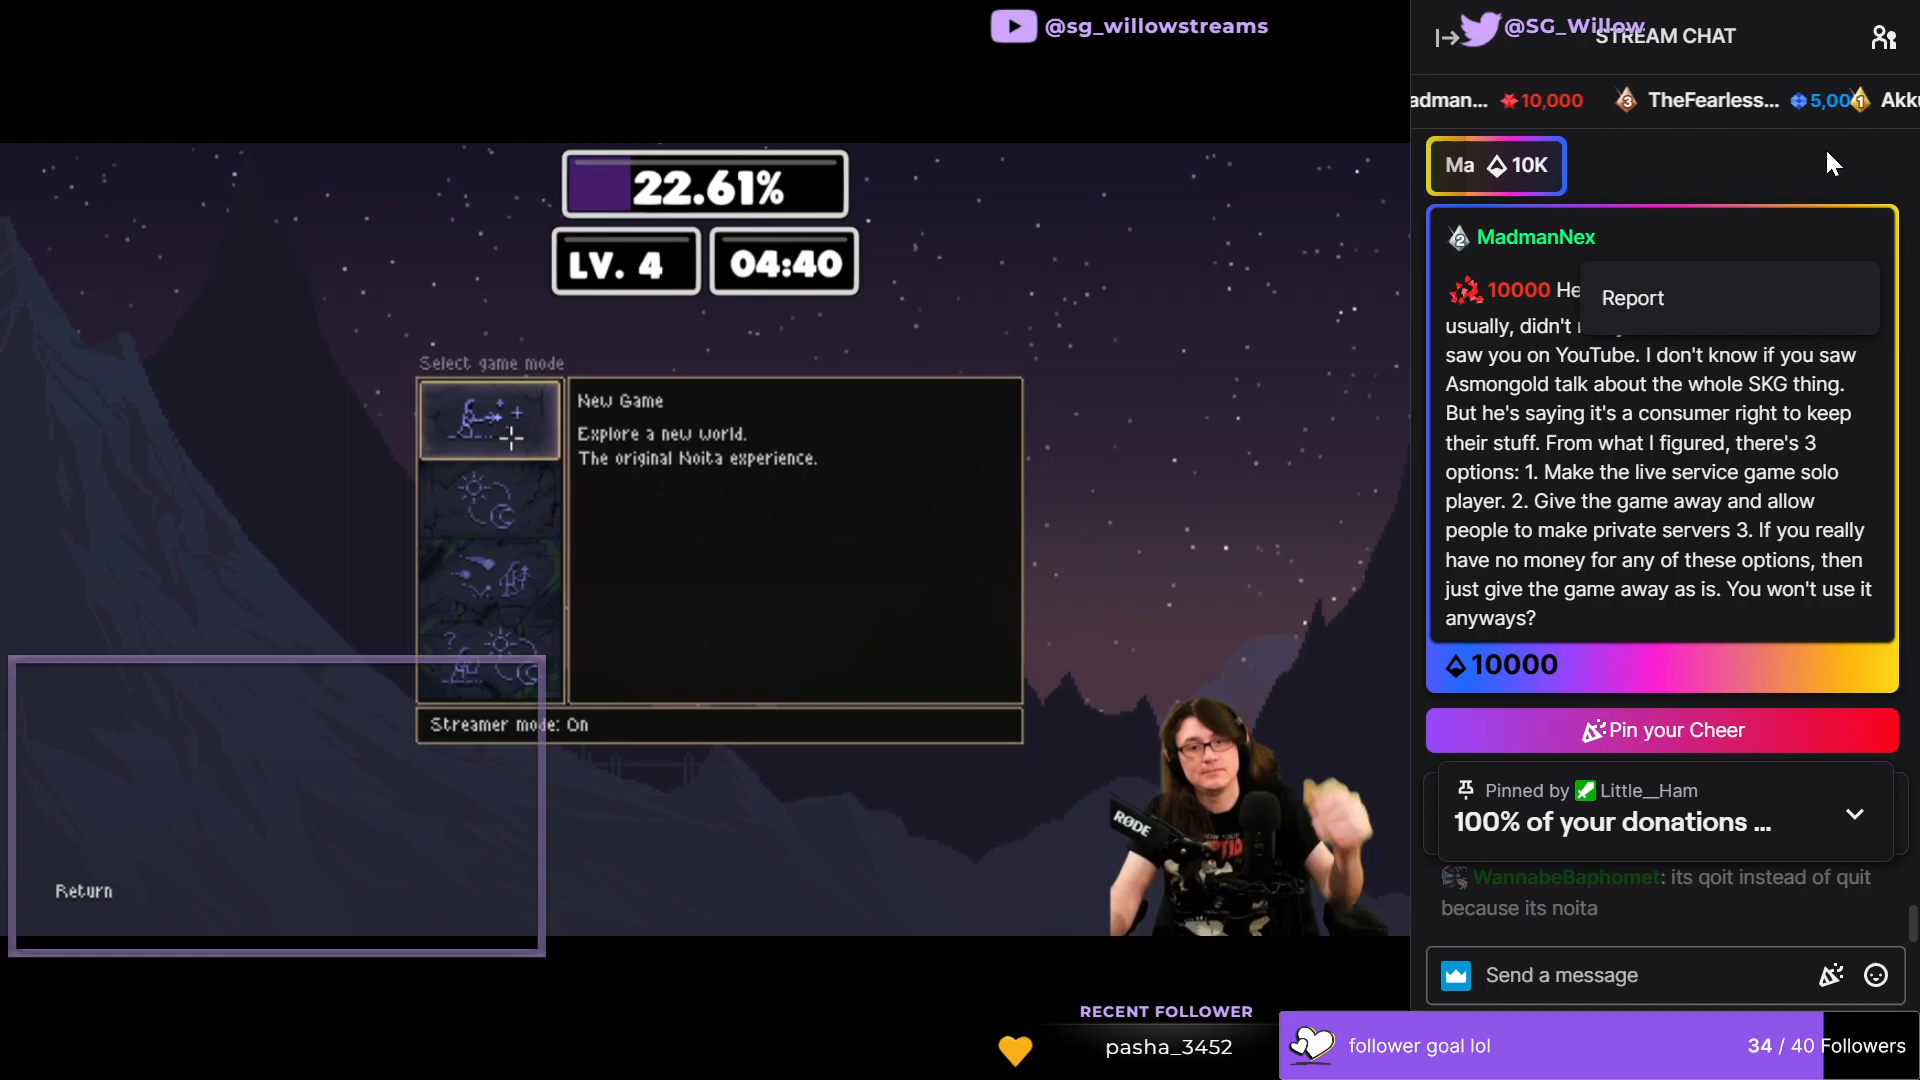 @sg_willowstreams
@SG_Willow
STREAM CHAT
adman... 10,000 3 TheFearless... 5,00 1 Akk
22.61%
LV. 4 04:40
Select game mode
New Game
Explore a new world.
The original Noita experience.
Streamer mode: On
Return
RØDE
Ma 10K
2 MadmanNex
10000 He
Report
usually, didn't
saw you on YouTube. I don't know if you saw
Asmongold talk about the whole SKG thing.
But he's saying it's a consumer right to keep
their stuff. From what I figured, there's 3
options: 1. Make the live service game solo
player. 2. Give the game away and allow
people to make private servers 3. If you really
have no money for any of these options, then
just give the game away as is. You won't use it
anyways?
10000
Pin your Cheer
Pinned by Little__Ham
100% of your donations ...
WannabeBaphomet: its qoit instead of quit
because its noita
Send a message
RECENT FOLLOWER
pasha_3452
follower goal lol
34 / 40 Followers